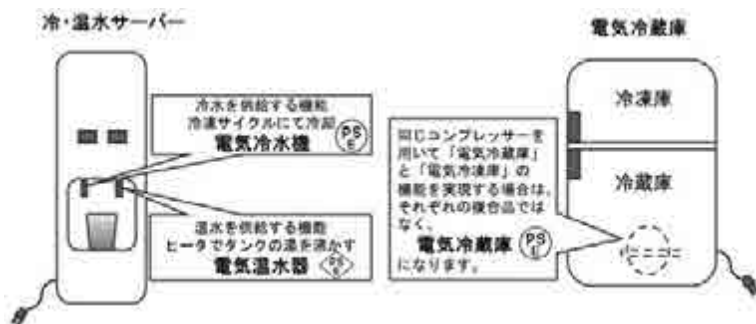 冷・温水サーバー
冷水を供給する機能
冷凍サイクルにて冷却
電気冷水機
PS
E
温水を供給する機能
ヒータでタンクの湯を沸かす
電気温水器
PS
E
電気冷蔵庫
冷凍庫
冷蔵庫
同じコンプレッサーを
用いて「電気冷蔵庫」
と「電気冷凍庫」の
機能を実現する場合は、
それぞれの複合品では
なく、
電気冷蔵庫
PS
E
になります。